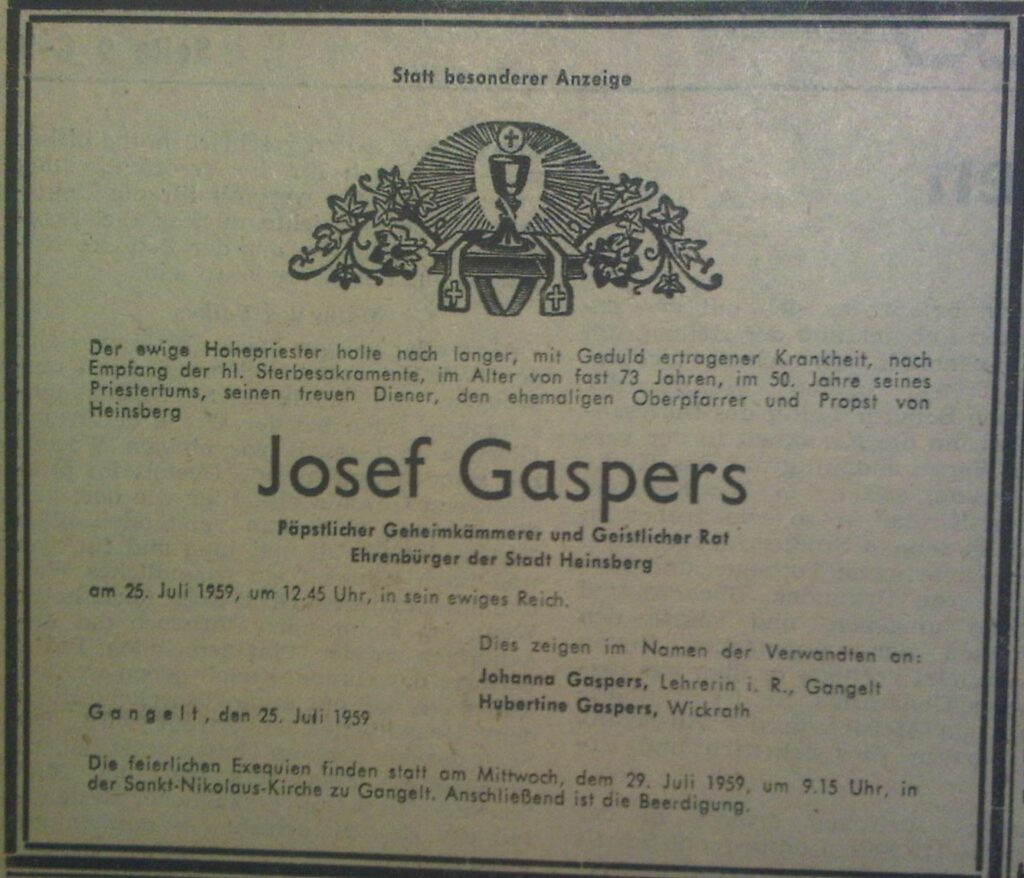 Statt besonderer Anzeige
Der ewige Hohepriester holte nach langer, mit Geduld ertragener Krankheit, nach
Empfang der hl. Sterbesakramente, im Alter von fast 73 Jahren, im 50. Jahre seines
Priestertums, seinen treuen Diener, den ehemaligen Oberpfarrer und Propst von
Heinsberg
Josef Gaspers
Päpstlicher Geheimkämmerer und Geistlicher Rat
Ehrenbürger der Stadt Heinsberg
am 25. Juli 1959, um 12.45 Uhr, in sein ewiges Reich.
Dies zeigen im Namen der Verwandten an:
Johanna Gaspers, Lehrerin i. R., Gangelt
Hubertine Gaspers, Wickrath
Gangelt, den 25. Juli 1959
Die feierlichen Exequien finden statt am Mittwoch, dem 29. Juli 1959, um 9.15 Uhr, in
der Sankt-Nikolaus-Kirche zu Gangelt. Anschließend ist die Beerdigung.